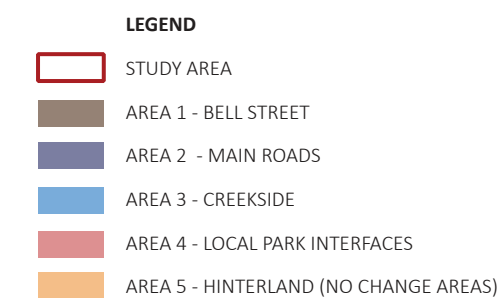 LEGEND
STUDY AREA
AREA 1 - BELL STREET
AREA 2 - MAIN ROADS
AREA 3 - CREEKSIDE
AREA 4 - LOCAL PARK INTERFACES
AREA 5 - HINTERLAND (NO CHANGE AREAS)